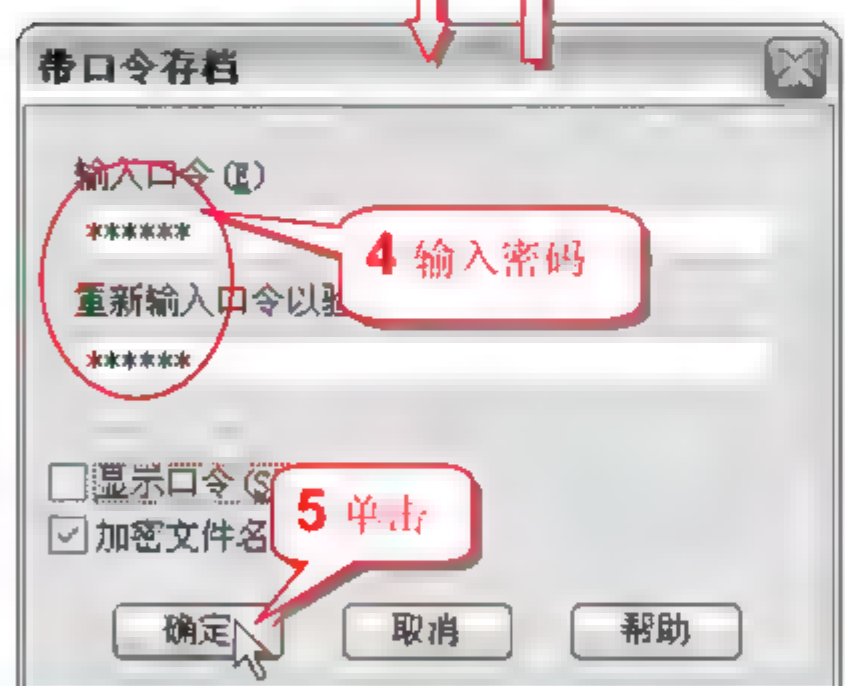 带口令存档
输入口令(E)
******
4 输入密码
重新输入口令以验
******
显示口令(S
5 单击
加密文件名
确定
取消
帮助